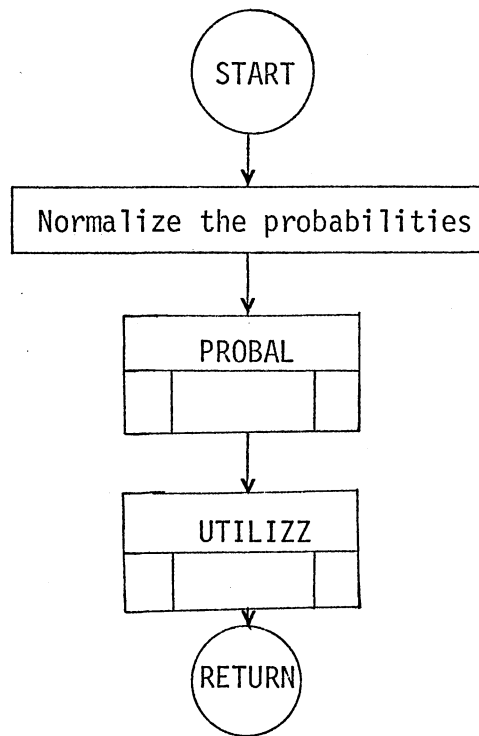 START
Normalize the probabilities
PROBAL
UTILIZZ
RETURN